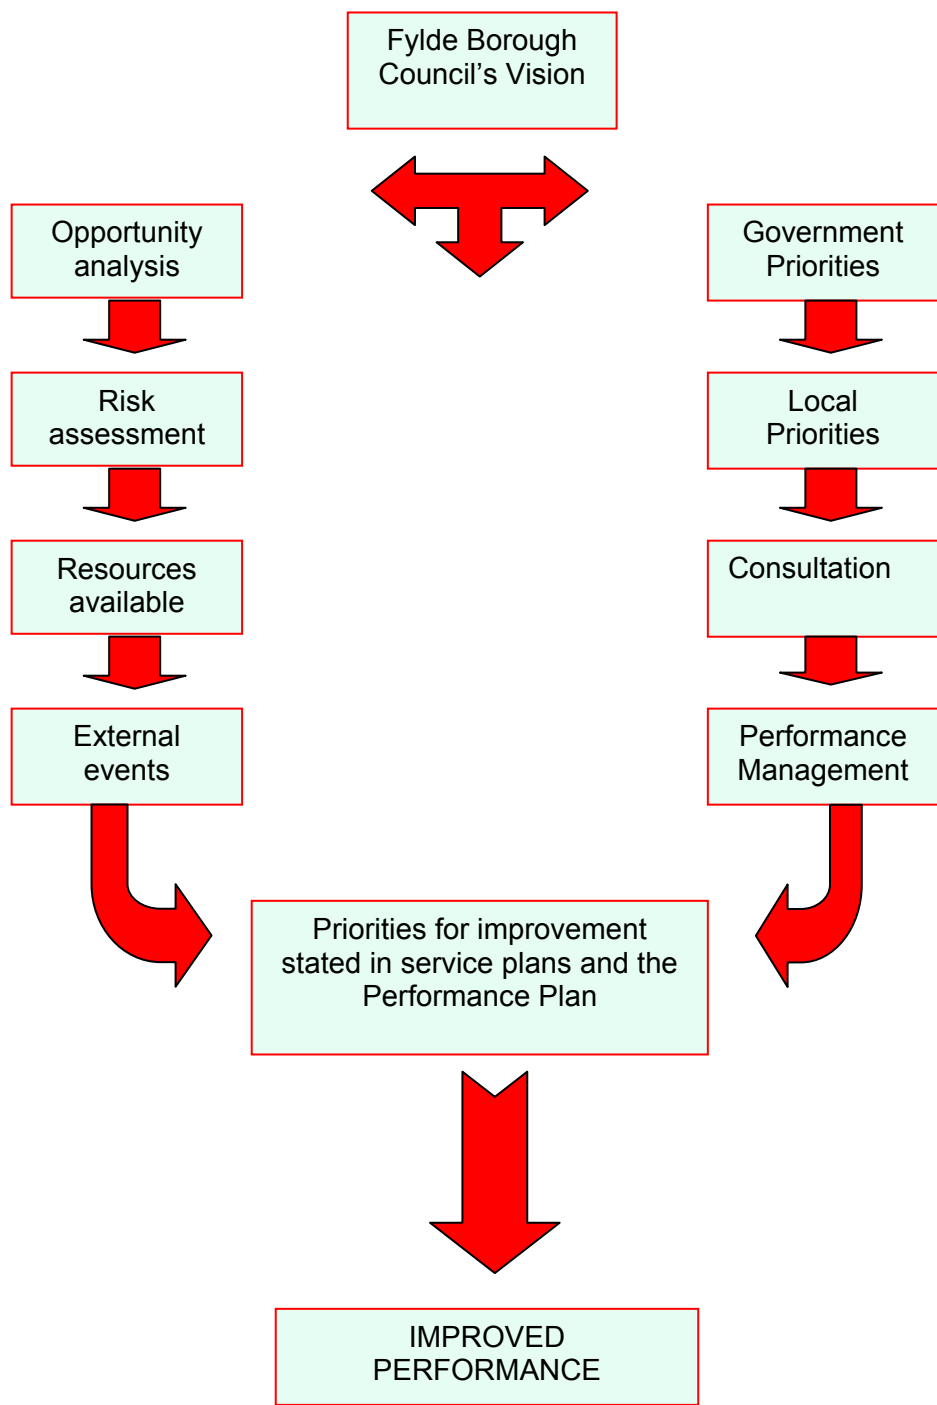 Fylde Borough
Council's Vision
Opportunity
analysis
Government
Priorities
Risk
assessment
Local
Priorities
Resources
available
Consultation
External
events
Performance
Management
Priorities for improvement
stated in service plans and the
Performance Plan
IMPROVED
PERFORMANCE